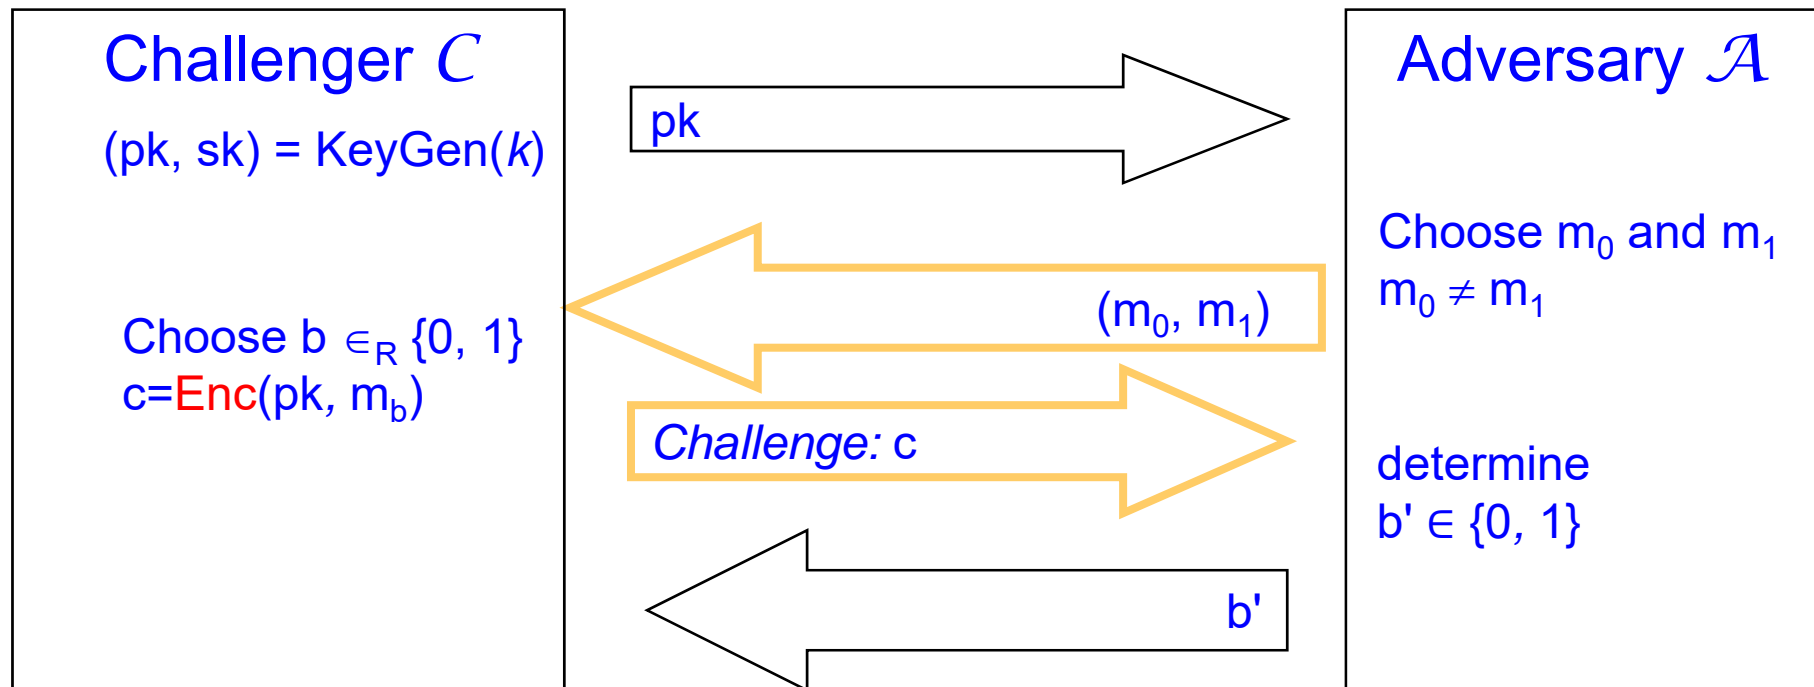 Challenger C
(pk, sk) = KeyGen(k)
Choose b ∈R {0, 1}
c=Enc(pk, mb)
pk
(m0, m1)
Challenge: c
b'
Adversary A
Choose m0 and m1
m0 ≠ m1
determine
b' ∈ {0, 1}